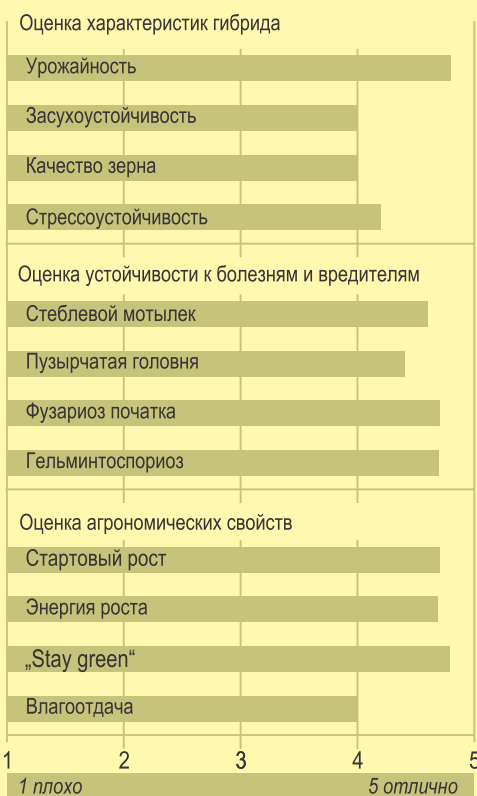 Оценка характеристик гибрида
Урожайность
Засухоустойчивость
Качество зерна
Стрессоустойчивость
Оценка устойчивости к болезням и вредителям
Стеблевой мотылек
Пузырчатая головня
Фузариоз початка
Гельминтоспориоз
Оценка агрономических свойств
Стартовый рост
Энергия роста
„Stay green“
Влагоотдача
1 2 3 4 5
1 плохо 5 отлично